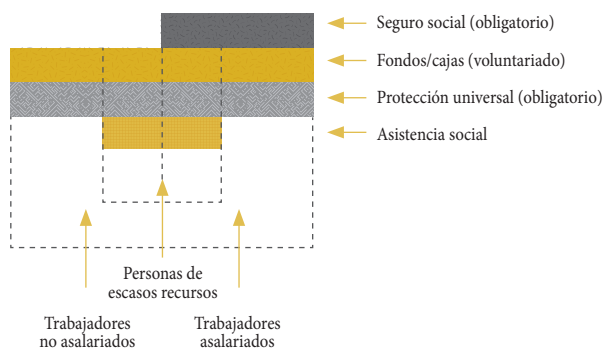 Seguro social (obligatorio)
Fondos/cajas (voluntariado)
Protección universal (obligatorio)
Asistencia social
Personas de
escasos recursos
Trabajadores
no asalariados
Trabajadores
asalariados